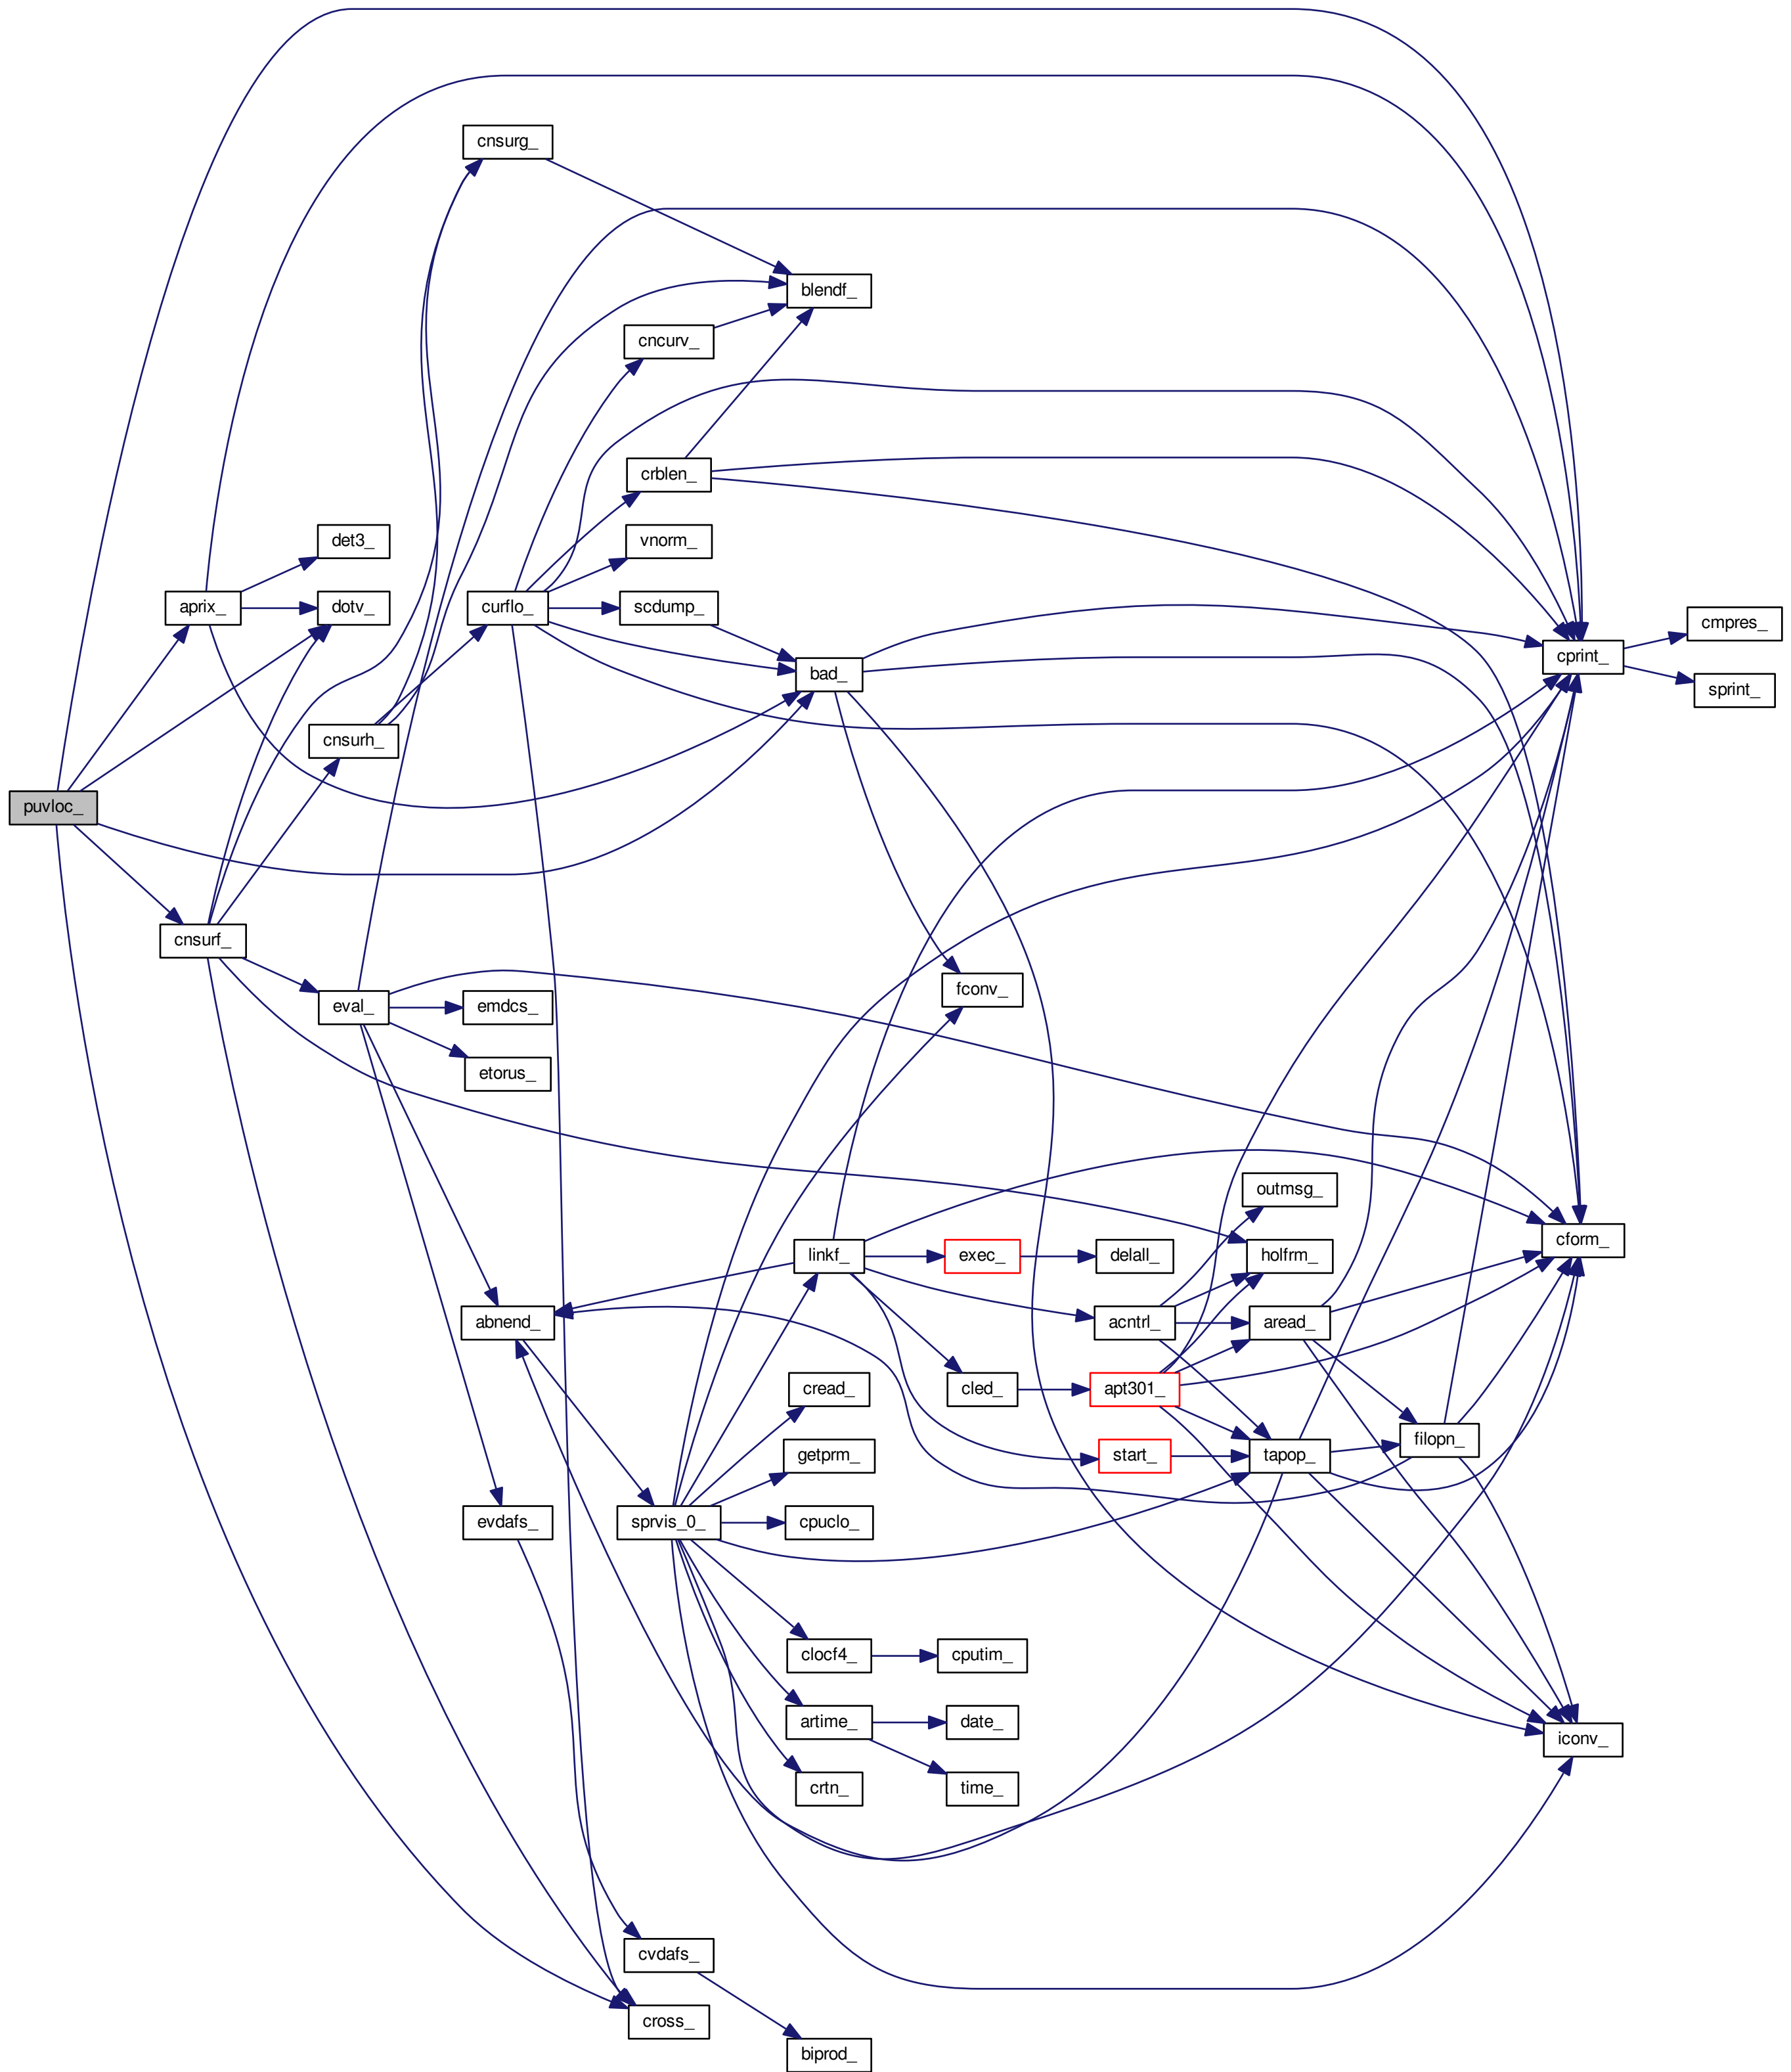 cnsurg_
blendf_
cncurv_
crblen_
det3_
vnorm_
aprix_
dotv_
curflo_
scdump_
cmpres_
cprint_
bad_
sprint_
cnsurh_
puvloc_
cnsurf_
fconv_
eval_
emdcs_
etorus_
outmsg_
cform_
linkf_
exec_
delall_
holfrm_
abnend_
acntrl_
aread_
cread_
cled_
apt301_
filopn_
getprm_
start_
tapop_
evdafs_
sprvis_0_
cpuclo_
clocf4_
cputim_
artime_
date_
iconv_
crtn_
time_
cvdafs_
cross_
biprod_